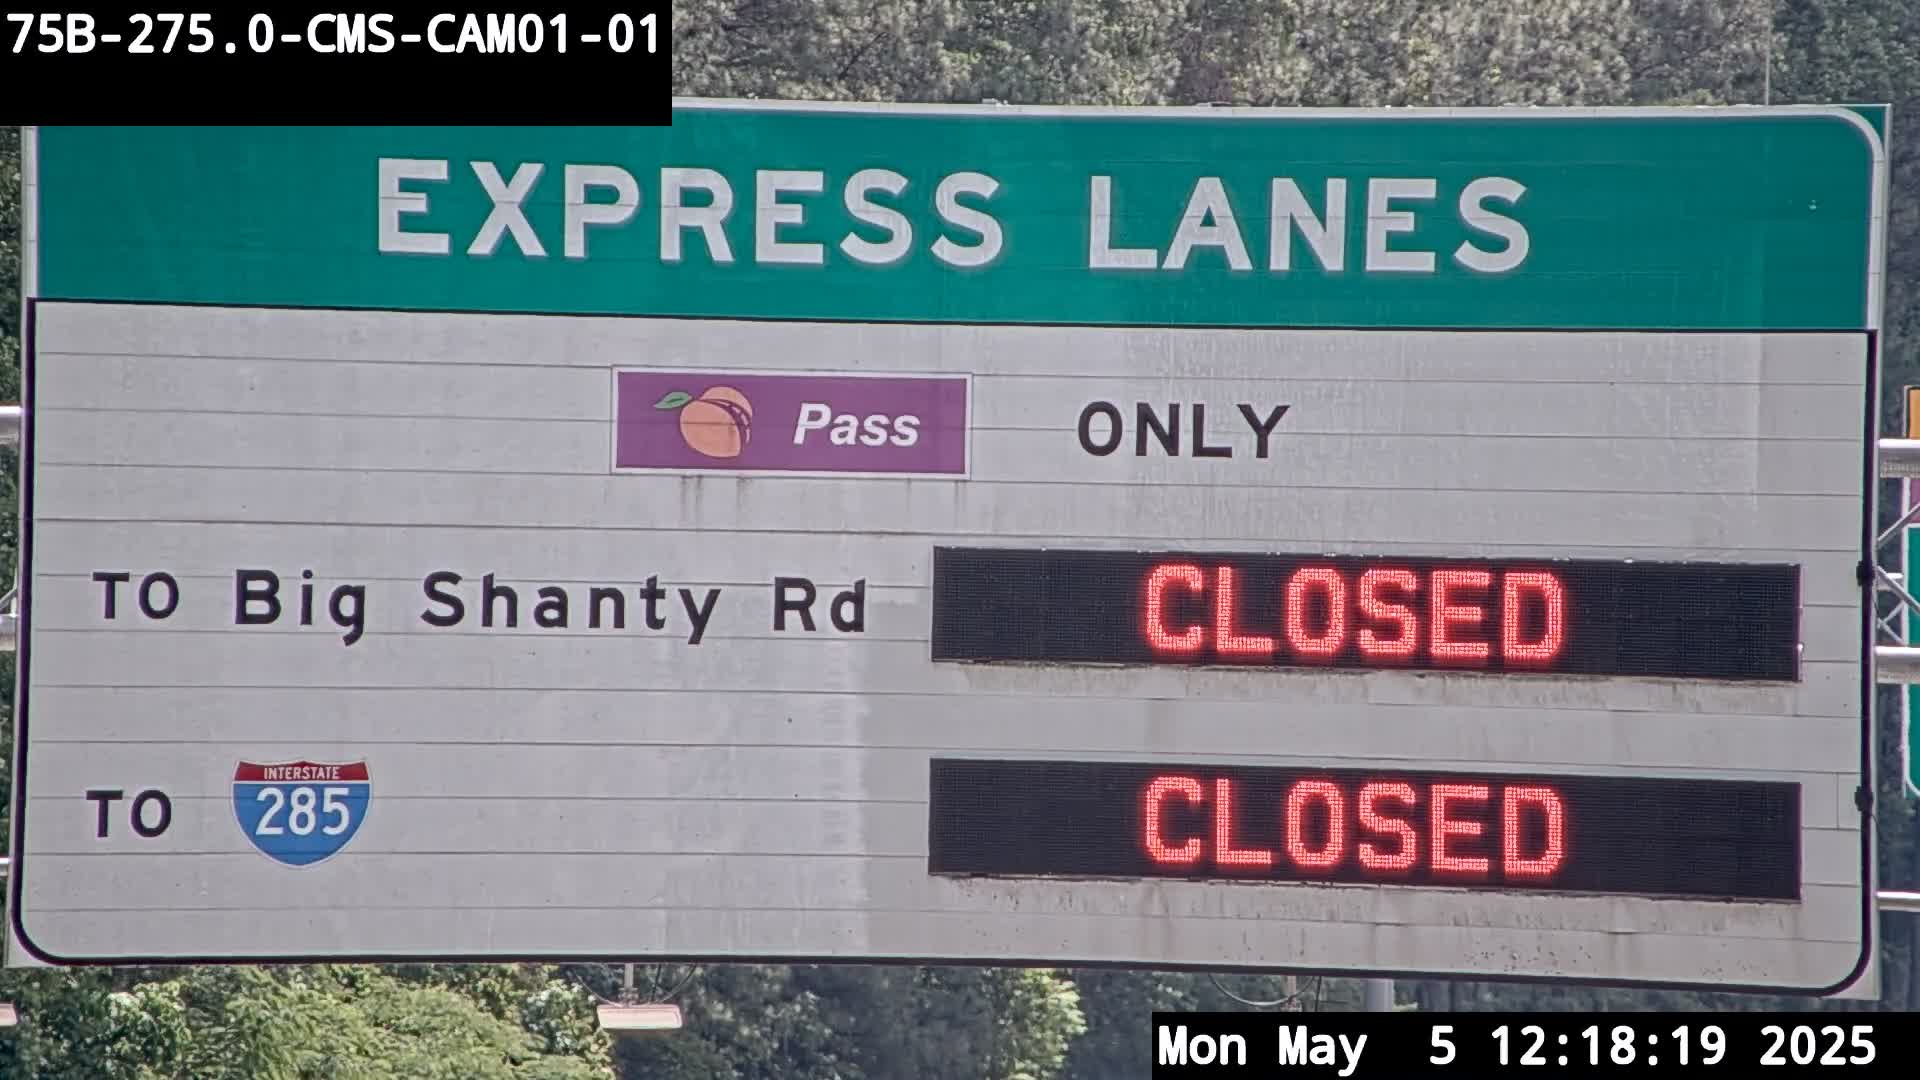 75B-275.0-CMS-CAM01-01
EXPRESS LANES
Pass ONLY
TO Big Shanty Rd CLOSED
TO INTERSTATE 285 CLOSED
Mon May 5 12:18:19 2025